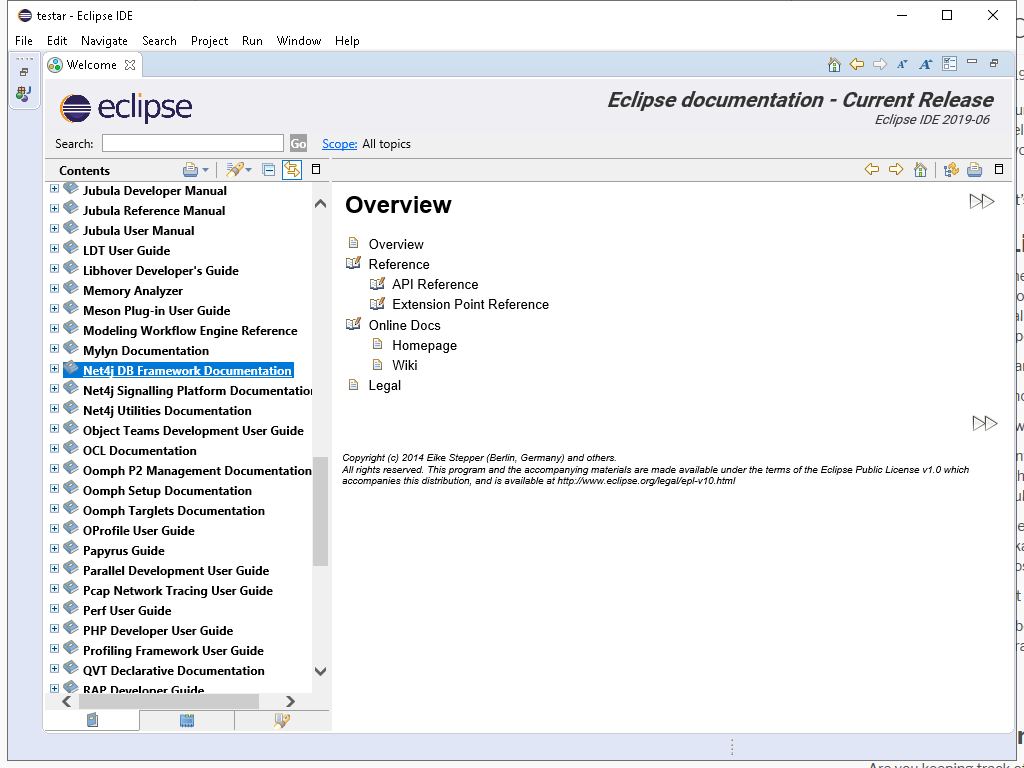 testar - Eclipse IDE
File Edit Navigate Search Project Run Window Help
Welcome
eclipse
Eclipse documentation - Current Release
Eclipse IDE 2019-06
Search: Go Scope: All topics
Contents
Jubula Developer Manual
Jubula Reference Manual
Jubula User Manual
LDT User Guide
Libhover Developer's Guide
Memory Analyzer
Meson Plug-in User Guide
Modeling Workflow Engine Reference
Mylyn Documentation
Net4j DB Framework Documentation
Net4j Signalling Platform Documentation
Net4j Utilities Documentation
Object Teams Development User Guide
OCL Documentation
Oomph P2 Management Documentation
Oomph Setup Documentation
Oomph Targlets Documentation
OProfile User Guide
Papyrus Guide
Parallel Development User Guide
Pcap Network Tracing User Guide
Perf User Guide
PHP Developer User Guide
Profiling Framework User Guide
QVT Declarative Documentation
RAP Developer Guide
Overview
Overview
Reference
API Reference
Extension Point Reference
Online Docs
Homepage
Wiki
Legal
Copyright (c) 2014 Eike Stepper (Berlin, Germany) and others.
All rights reserved. This program and the accompanying materials are made available under the terms of the Eclipse Public License v1.0 which
accompanies this distribution, and is available at http://www.eclipse.org/legal/epl-v10.html